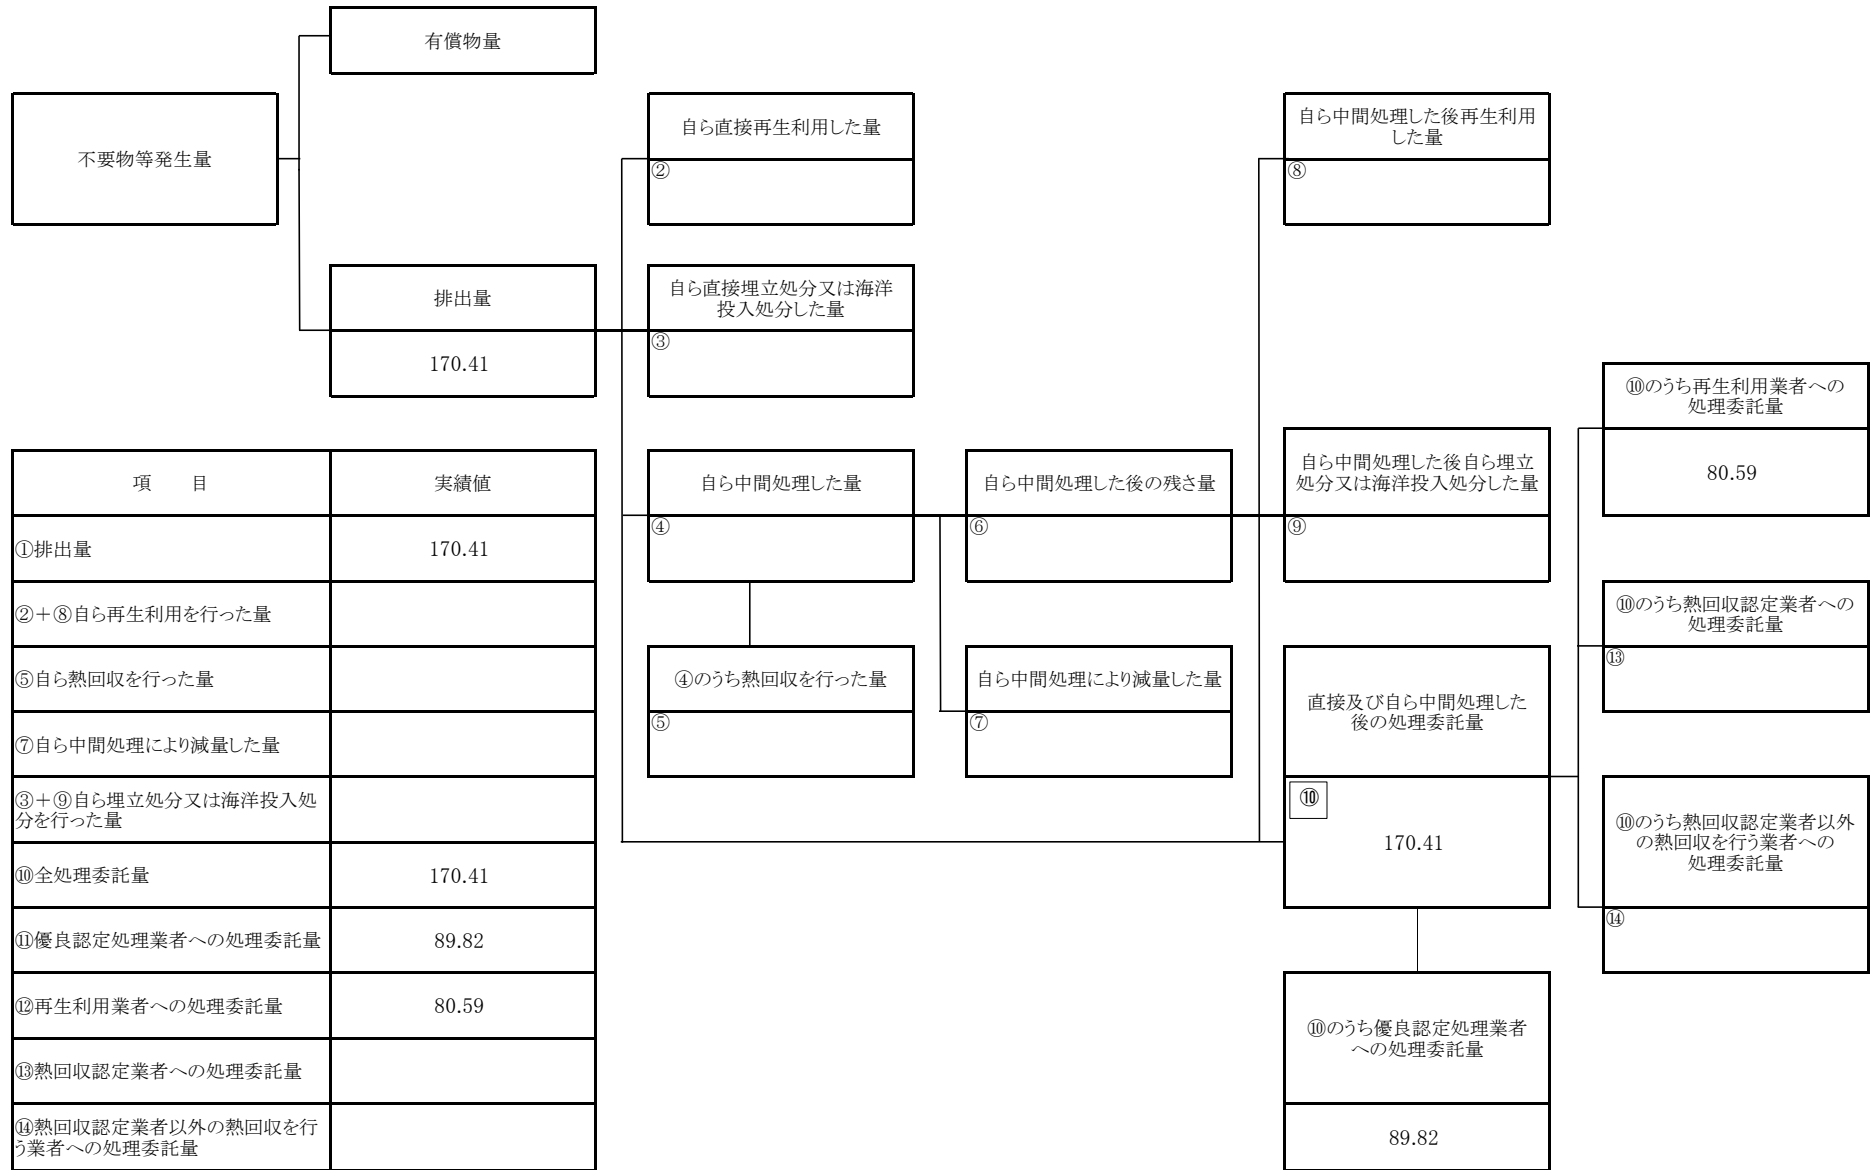 有償物量
不要物等発生量
自ら直接再生利用した量
②
自ら中間処理した後再生利用
した量
⑧
排出量
170.41
自ら直接埋立処分又は海洋
投入処分した量
③
⑩のうち再生利用業者への
処理委託量
80.59
項　　目
実績値
①排出量
170.41
②＋⑧自ら再生利用を行った量
⑤自ら熱回収を行った量
⑦自ら中間処理により減量した量
③＋⑨自ら埋立処分又は海洋投入処
分を行った量
⑩全処理委託量
170.41
⑪優良認定処理業者への処理委託量
89.82
⑫再生利用業者への処理委託量
80.59
⑬熱回収認定業者への処理委託量
⑭熱回収認定業者以外の熱回収を行
う業者への処理委託量
自ら中間処理した量
④
自ら中間処理した後の残さ量
⑥
自ら中間処理した後自ら埋立
処分又は海洋投入処分した量
⑨
④のうち熱回収を行った量
⑤
自ら中間処理により減量した量
⑦
直接及び自ら中間処理した
後の処理委託量
⑩
170.41
⑩のうち熱回収認定業者への
処理委託量
⑬
⑩のうち熱回収認定業者以外
の熱回収を行う業者への
処理委託量
⑭
⑩のうち優良認定処理業者
への処理委託量
89.82